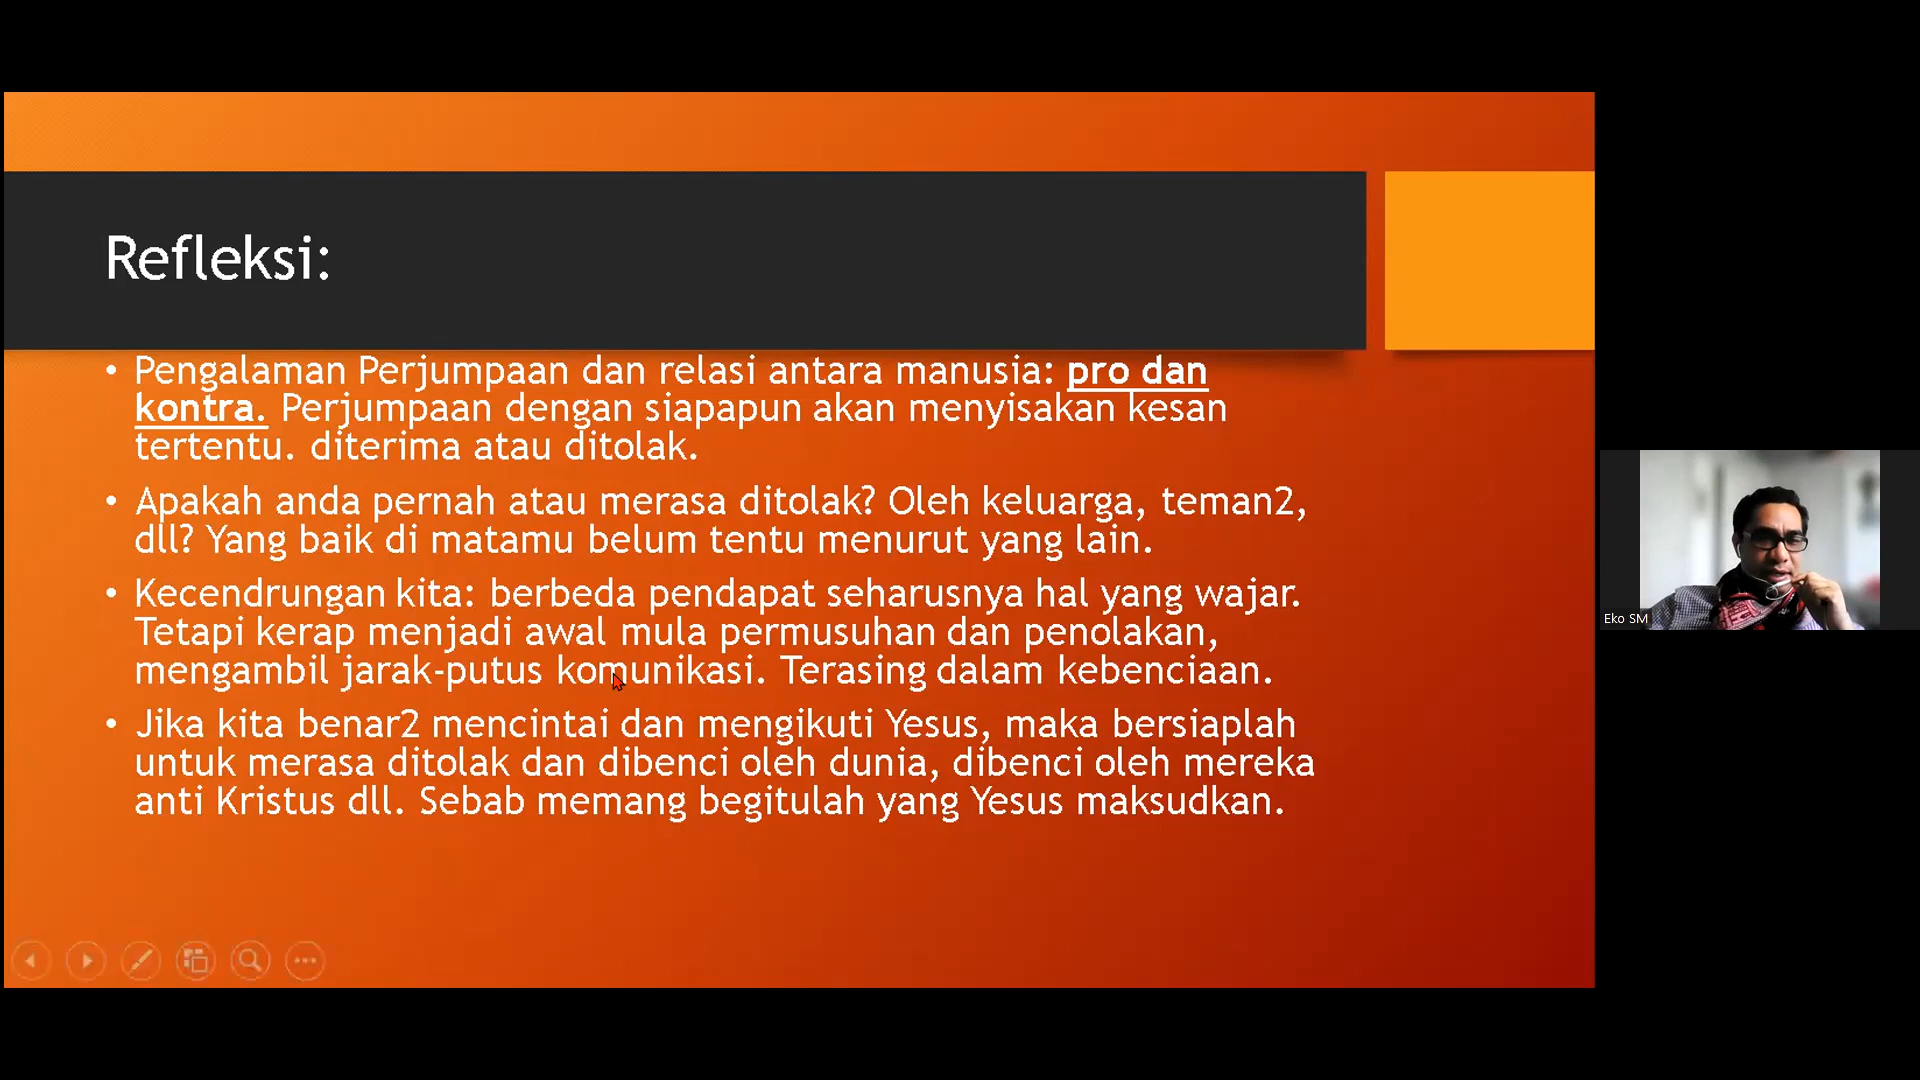 Refleksi:
• Pengalaman Perjumpaan dan relasi antara manusia: pro dan
kontra. Perjumpaan dengan siapapun akan menyisakan kesan
tertentu. diterima atau ditolak.
• Apakah anda pernah atau merasa ditolak? Oleh keluarga, teman2,
dll? Yang baik di matamu belum tentu menurut yang lain.
• Kecendrungan kita: berbeda pendapat seharusnya hal yang wajar.
Tetapi kerap menjadi awal mula permusuhan dan penolakan,
mengambil jarak-putus komunikasi. Terasing dalam kebenciaan.
• Jika kita benar2 mencintai dan mengikuti Yesus, maka bersiaplah
untuk merasa ditolak dan dibenci oleh dunia, dibenci oleh mereka
anti Kristus dll. Sebab memang begitulah yang Yesus maksudkan.
Eko SM